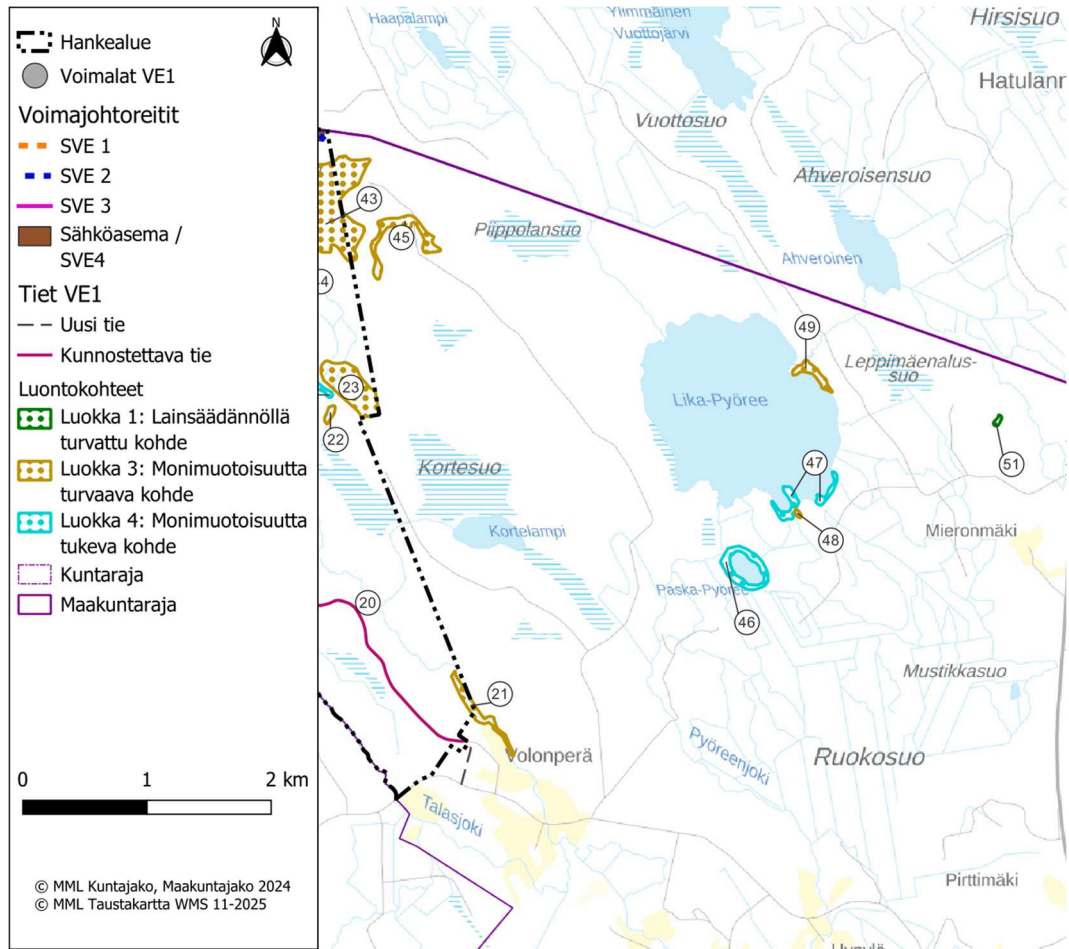 Hankealue
N
Voimalat VE1
Voimajohtoreitit
SVE 1
SVE 2
SVE 3
Sähköasema /
SVE4
Tiet VE1
Uusi tie
Kunnostettava tie
Luontokohteet
Luokka 1: Lainsäädännöllä
turvattu kohde
Luokka 3: Monimuotoisuutta
turvaava kohde
Luokka 4: Monimuotoisuutta
tukeva kohde
Kuntaraja
Maakuntaraja
0 1 2 km
© MML Kuntajako, Maakuntajako 2024
© MML Taustakartta WMS 11-2025
Haapalampi
Ylimmäinen
Vuottojärvi
Hirsisuo
Hatulanr
Vuottosuo
Ahveroisensuo
43
45
Piippolansuo
Ahveroinen
49
Leppimäenalus-
suo
23
22
Lika-Pyöree
51
Kortesuo
47
Kortelampi
48
Mieronmäki
Paska-Pyöree
46
20
Mustikkasuo
21
Volonperä
Pyöreenjoki
Ruokosuo
Talasjoki
Pirttimäki